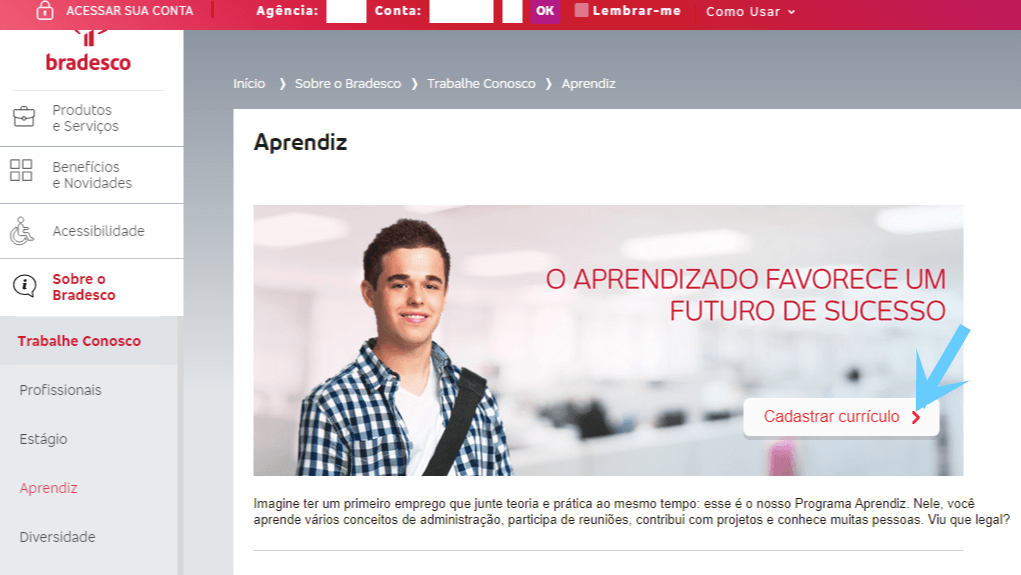 ACESSAR SUA CONTA
Agência: Conta: OK Lembrar-me Como Usar
bradesco
Início ❯ Sobre o Bradesco ❯ Trabalhe Conosco ❯ Aprendiz
Produtos
e Serviços
Benefícios
e Novidades
Acessibilidade
Sobre o
Bradesco
Trabalhe Conosco
Profissionais
Estágio
Aprendiz
Diversidade
Aprendiz
O APRENDIZADO FAVORECE UM
FUTURO DE SUCESSO
Cadastrar currículo
Imagine ter um primeiro emprego que junte teoria e prática ao mesmo tempo: esse é o nosso Programa Aprendiz. Nele, você
aprende vários conceitos de administração, participa de reuniões, contribui com projetos e conhece muitas pessoas. Viu que legal?